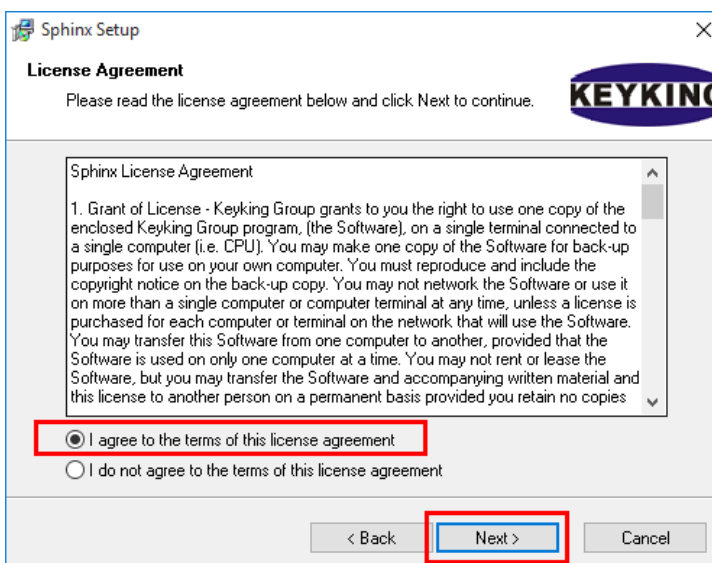 Sphinx Setup
License Agreement
Please read the license agreement below and click Next to continue.
KEYKING
Sphinx License Agreement
1. Grant of License - Keyking Group grants to you the right to use one copy of the
enclosed Keyking Group program, (the Software), on a single terminal connected to
a single computer (i.e. CPU). You may make one copy of the Software for back-up
purposes for use on your own computer. You must reproduce and include the
copyright notice on the back-up copy. You may not network the Software or use it
on more than a single computer or computer terminal at any time, unless a license is
purchased for each computer or terminal on the network that will use the Software.
You may transfer this Software from one computer to another, provided that the
Software is used on only one computer at a time. You may not rent or lease the
Software, but you may transfer the Software and accompanying written material and
this license to another person on a permanent basis provided you retain no copies
I agree to the terms of this license agreement
I do not agree to the terms of this license agreement
< Back
Next >
Cancel